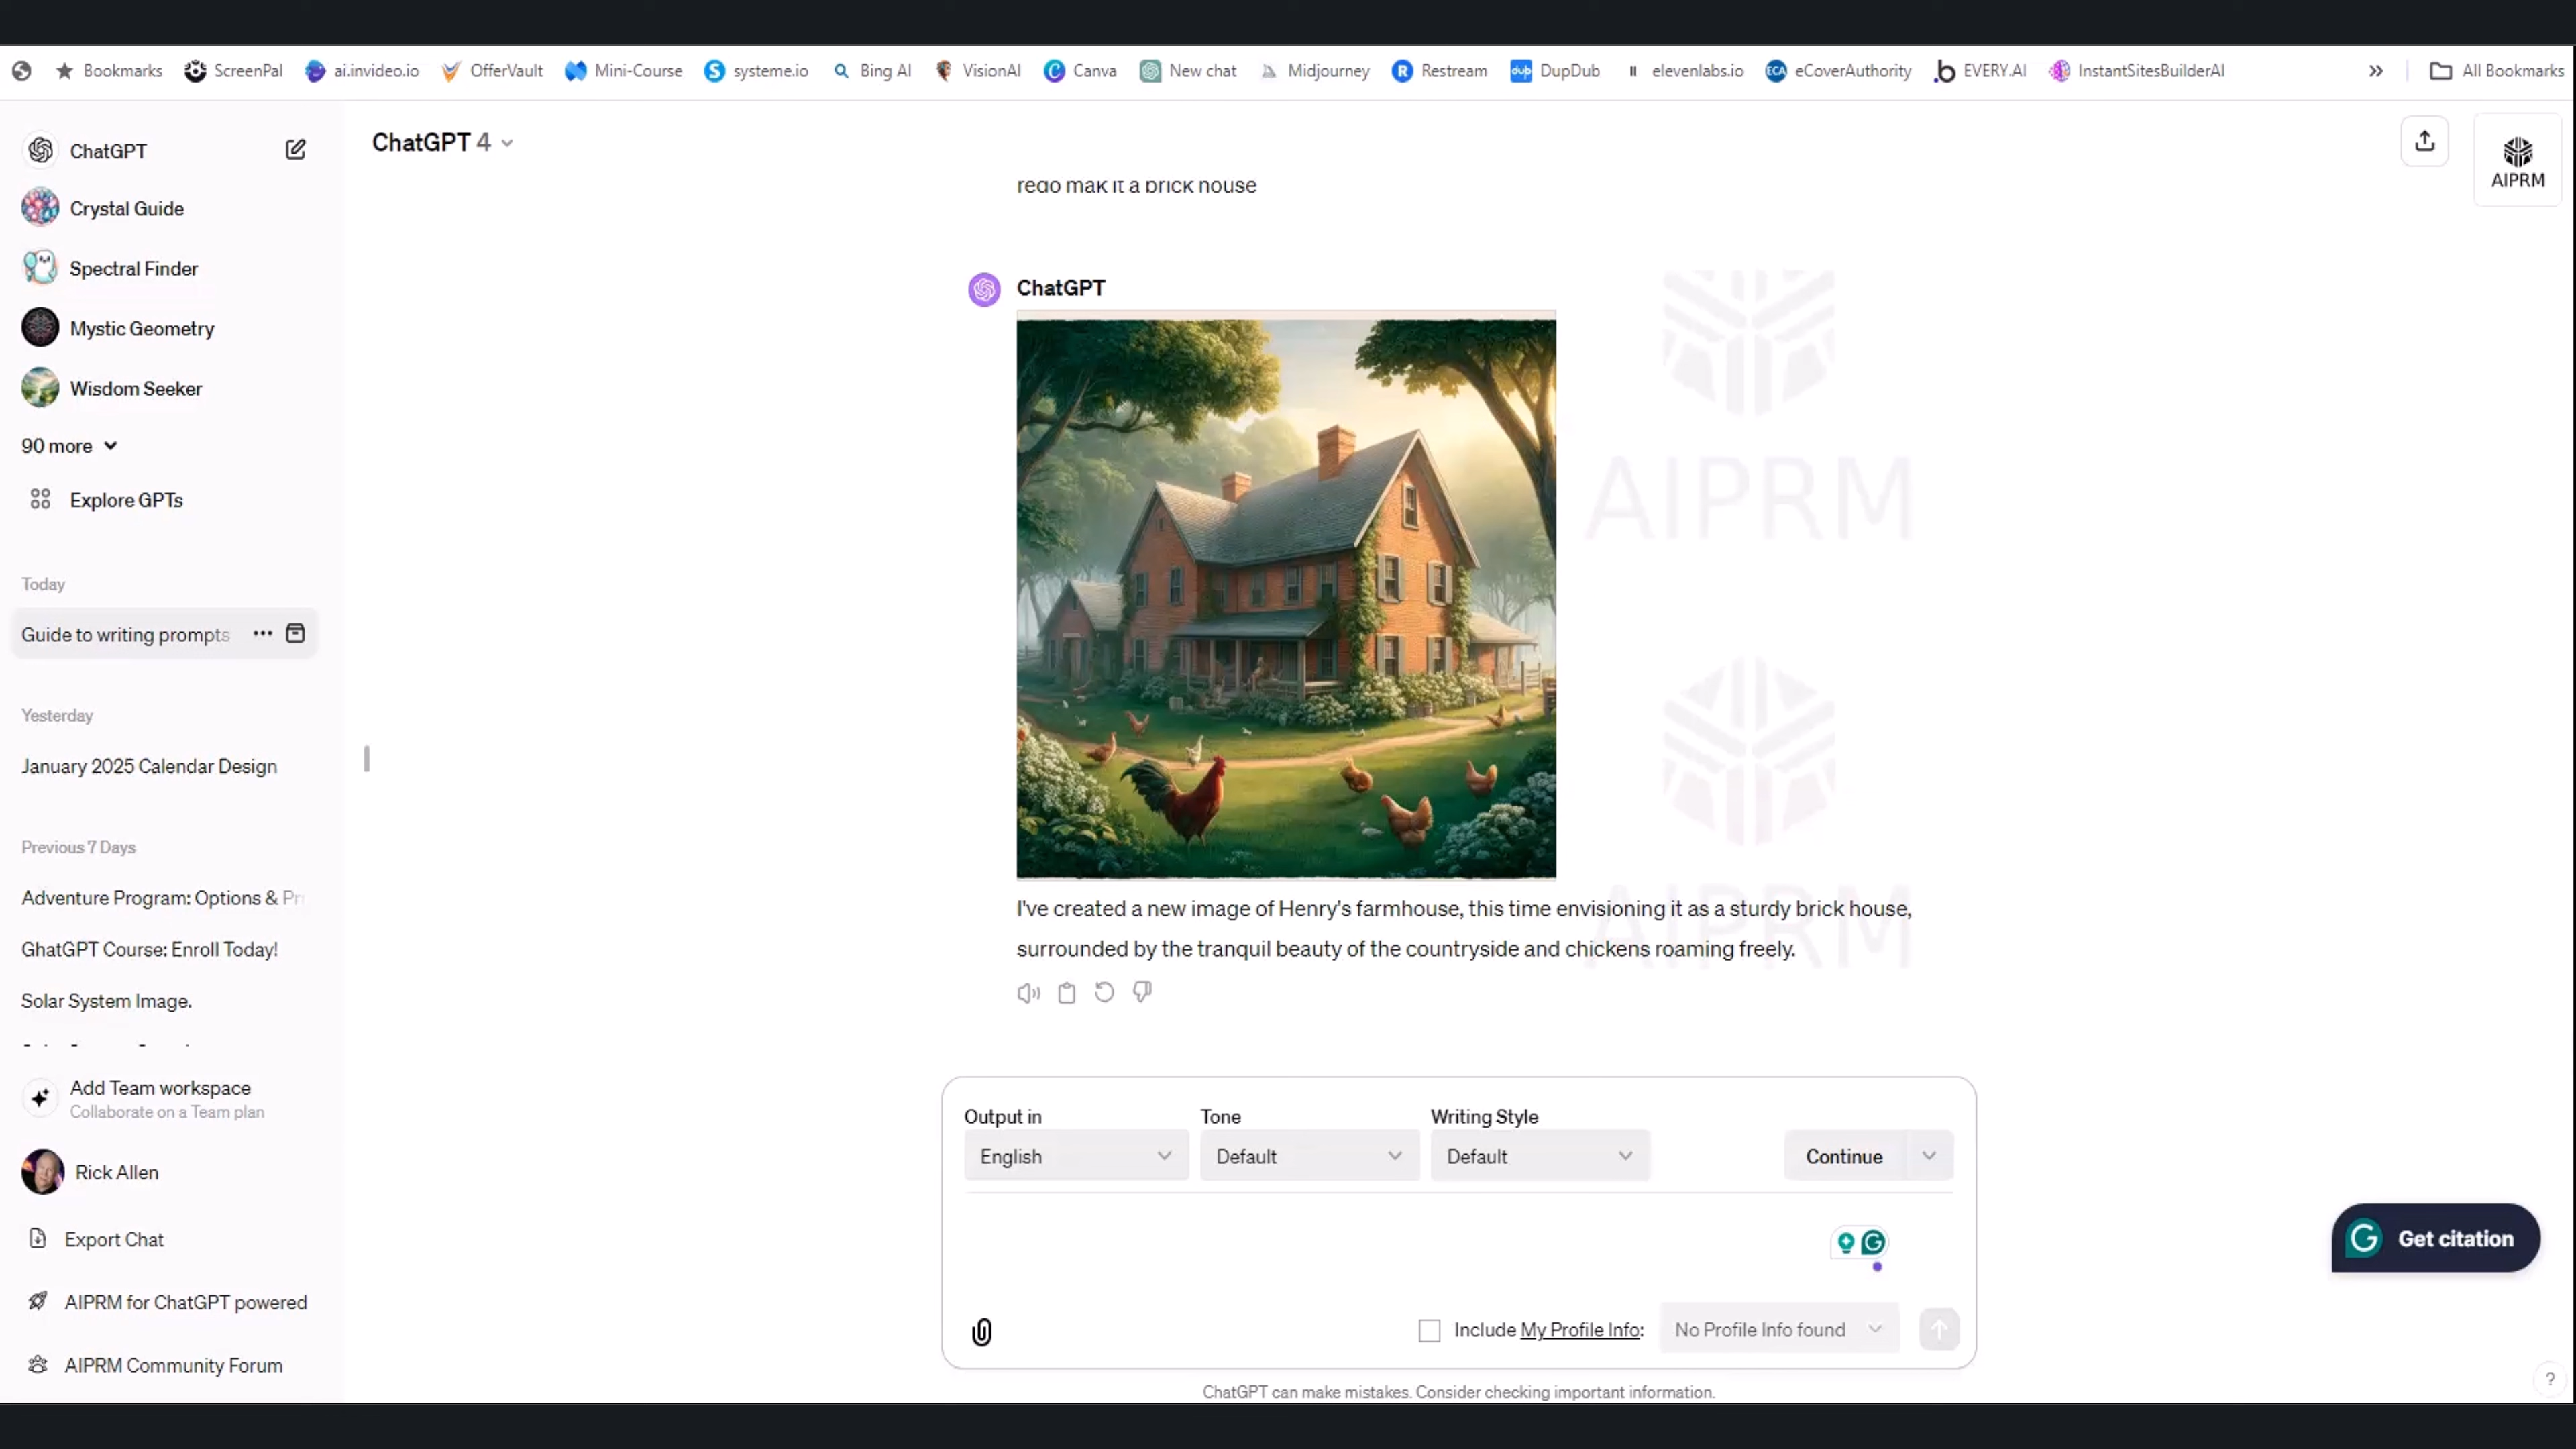 Bookmarks ScreenPal ai.invideo.io OfferVault Mini-Course systeme.io Bing AI VisionAI Canva New chat Midjourney Restream DupDub elevenlabs.io eCoverAuthority EVERY.AI InstantSitesBuilderAI All Bookmarks
ChatGPT
Crystal Guide
Spectral Finder
Mystic Geometry
Wisdom Seeker
90 more
Explore GPTs
Today
Guide to writing prompts
Yesterday
January 2025 Calendar Design
Previous 7 Days
Adventure Program: Options &
GhatGPT Course: Enroll Today!
Solar System Image.
Add Team workspace
Collaborate on a Team plan
Rick Allen
Export Chat
AIPRM for ChatGPT powered
AIPRM Community Forum
ChatGPT 4
AIPRM
redo mak it a brick house
ChatGPT
AIPRM
I've created a new image of Henry's farmhouse, this time envisioning it as a sturdy brick house,
surrounded by the tranquil beauty of the countryside and chickens roaming freely.
AIPRM
Output in Tone Writing Style
English Default Default Continue
Get citation
Include My Profile Info: No Profile Info found
ChatGPT can make mistakes. Consider checking important information.
?